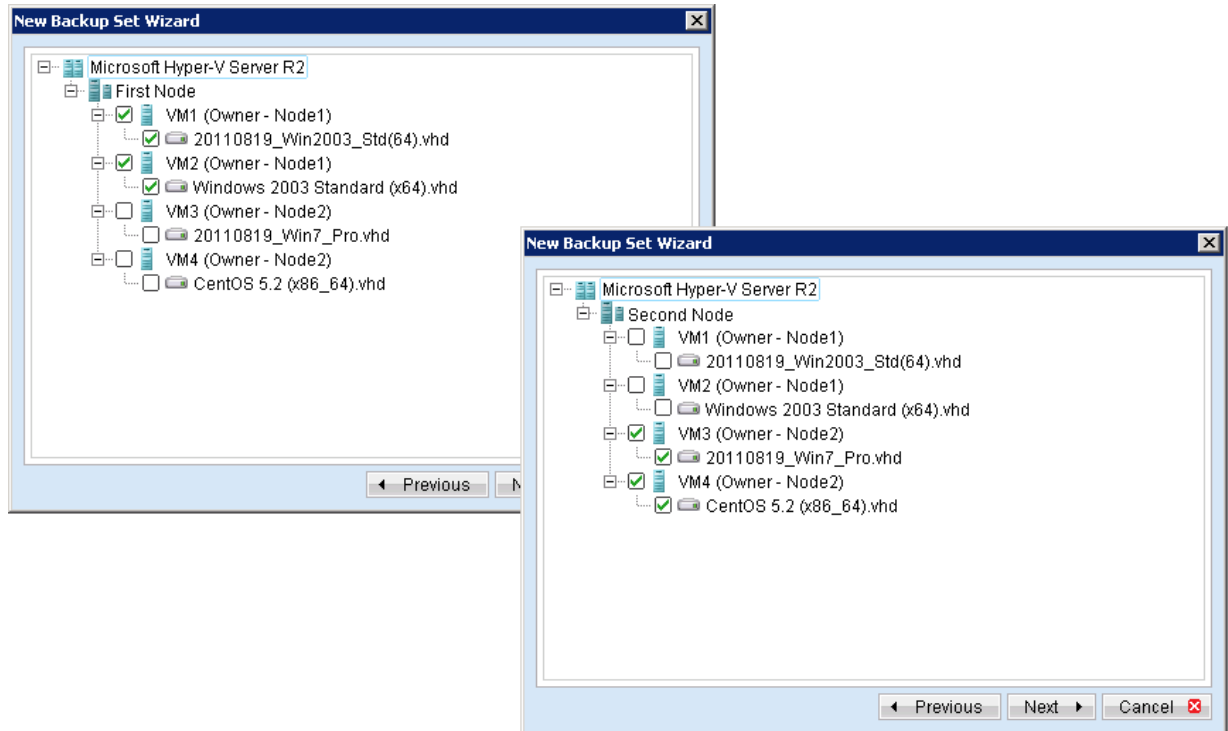 New Backup Set Wizard
Microsoft Hyper-V Server R2
First Node
VM1 (Owner - Node1)
20110819_Win2003_Std(64).vhd
VM2 (Owner - Node1)
Windows 2003 Standard (x64).vhd
VM3 (Owner - Node2)
20110819_Win7_Pro.vhd
VM4 (Owner - Node2)
CentOS 5.2 (x86_64).vhd
Previous
New Backup Set Wizard
Microsoft Hyper-V Server R2
Second Node
VM1 (Owner - Node1)
20110819_Win2003_Std(64).vhd
VM2 (Owner - Node1)
Windows 2003 Standard (x64).vhd
VM3 (Owner - Node2)
20110819_Win7_Pro.vhd
VM4 (Owner - Node2)
CentOS 5.2 (x86_64).vhd
Previous Next Cancel